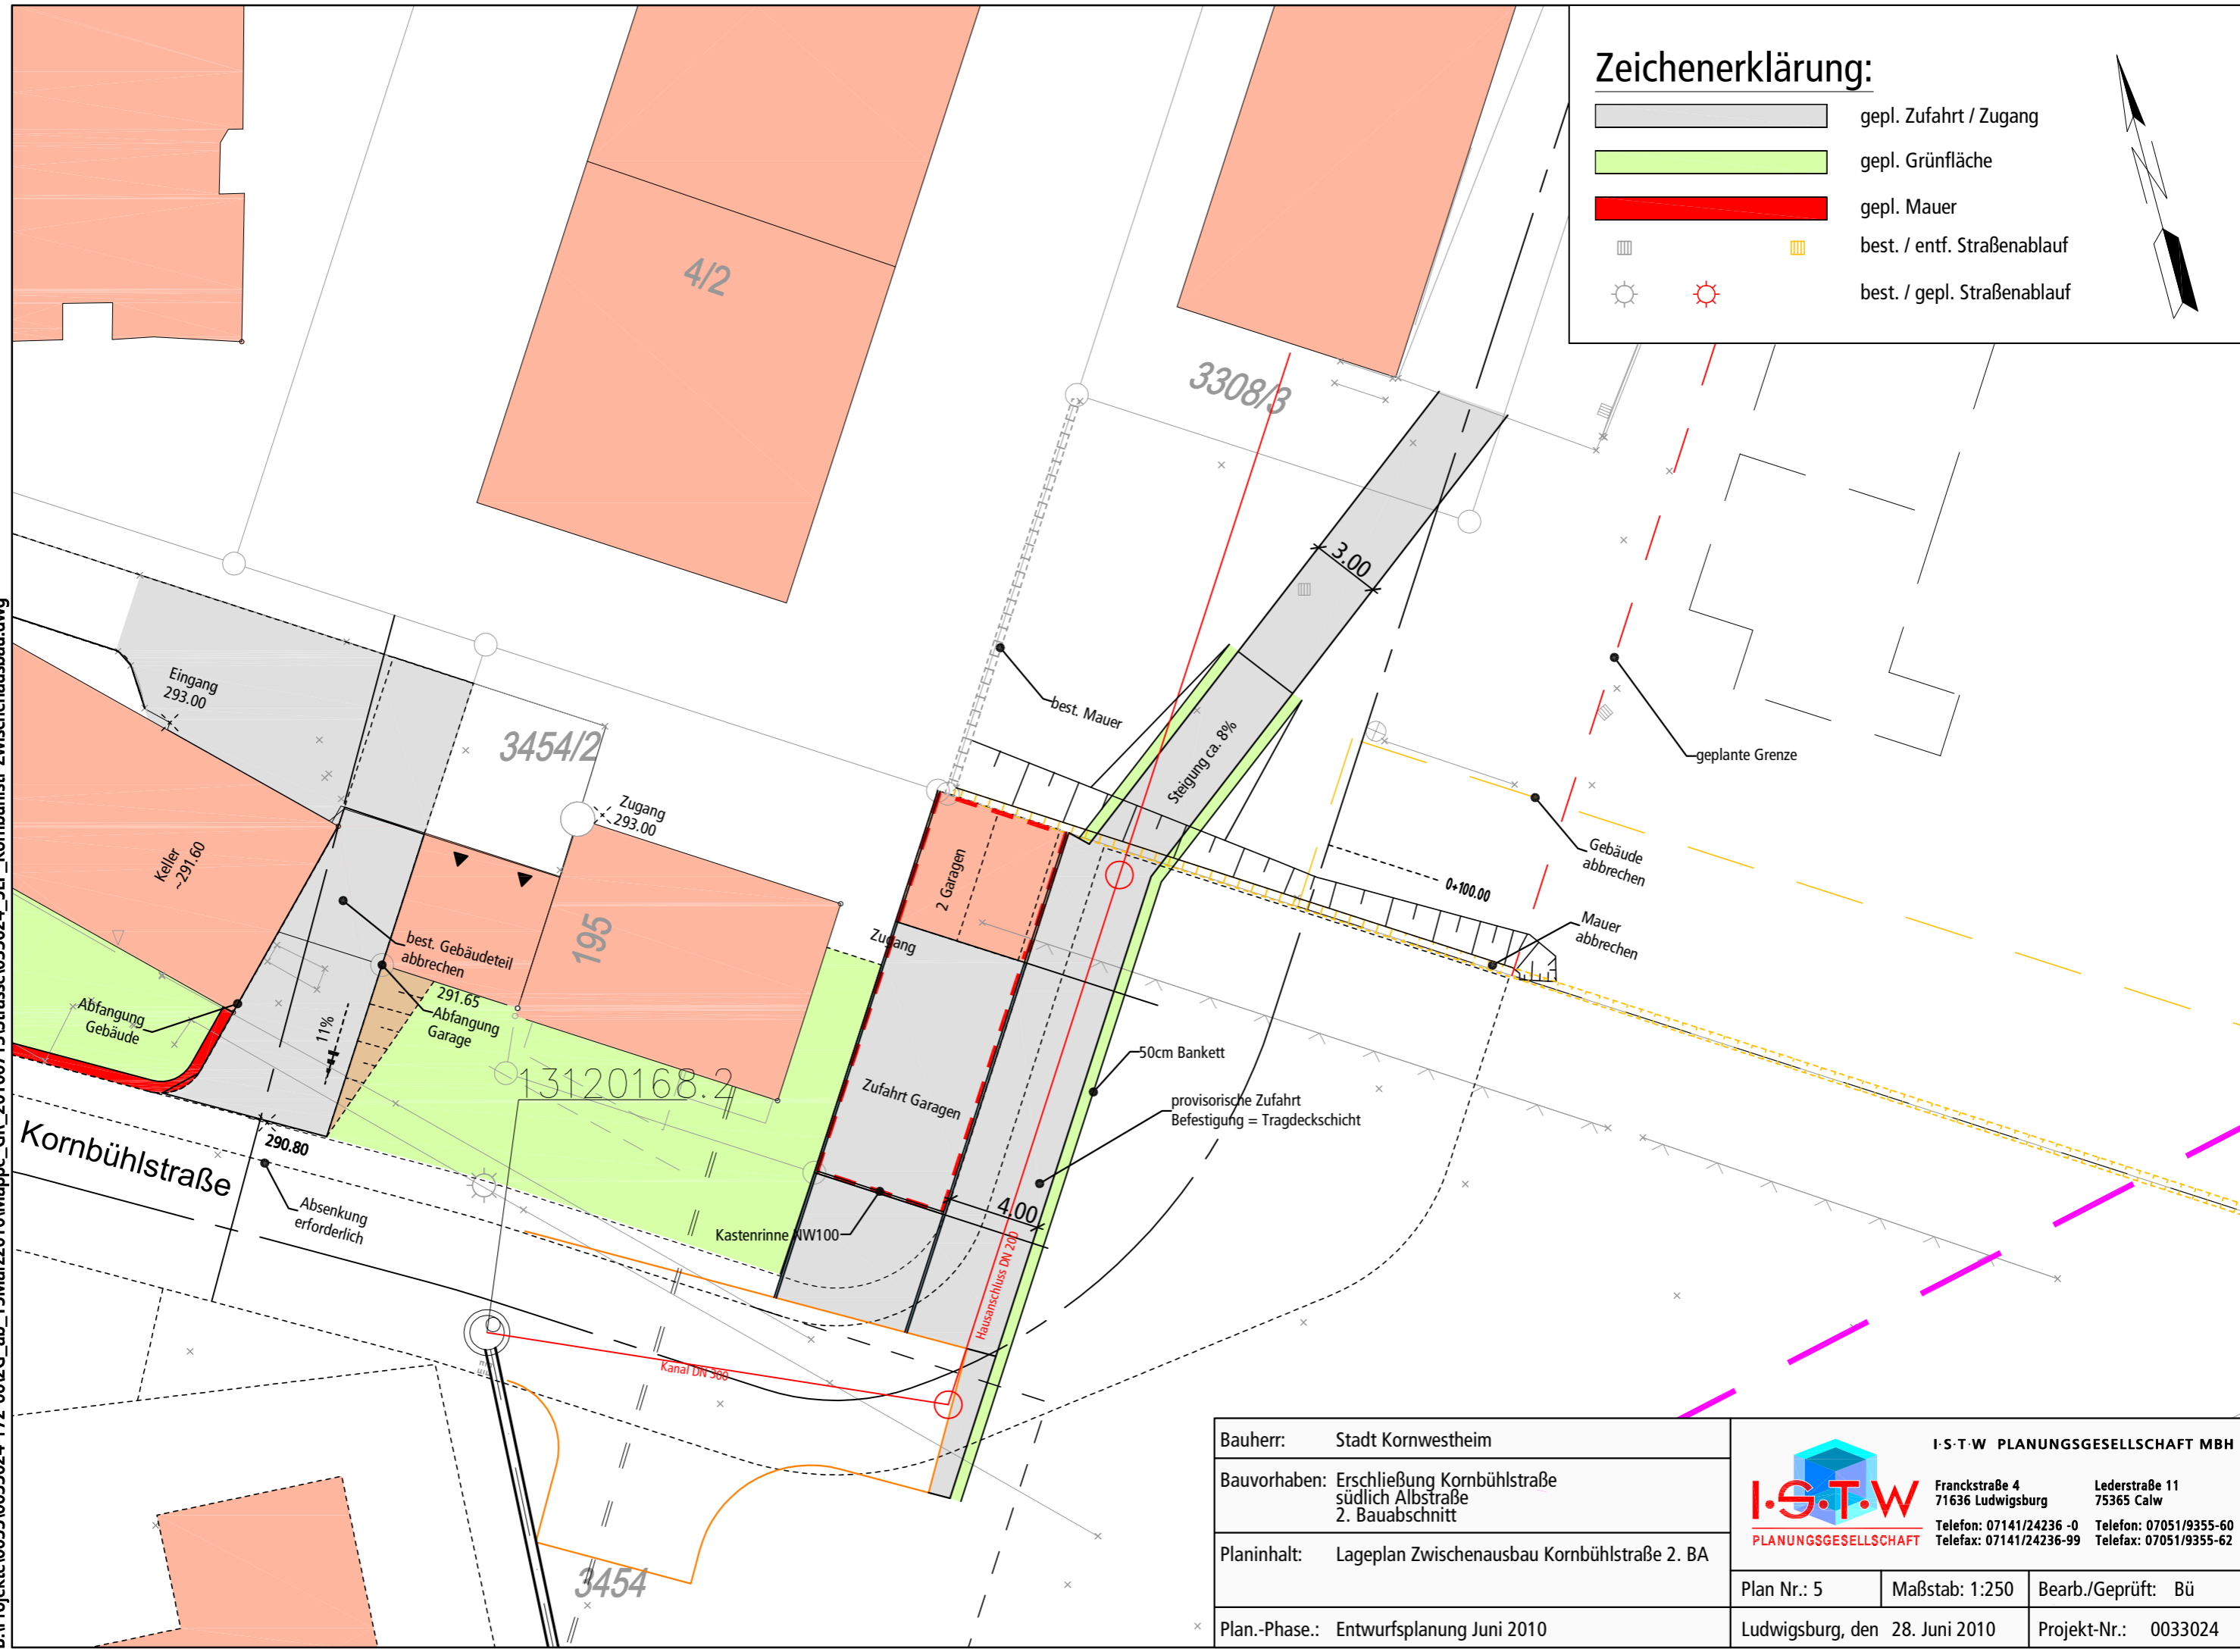 Zeichenerklärung:
gepl. Zufahrt / Zugang
gepl. Grünfläche
gepl. Mauer
best. / entf. Straßenablauf
best. / gepl. Straßenablauf
4/2
3308/3
3.00
Eingang
293.00
3454/2
best. Mauer
Steigung ca. 8%
geplante Grenze
Zugang
293.00
Keller
~291.60
2 Garagen
Gebäude
abbrechen
0+100.00
195
best. Gebäudeteil
abbrechen
Zugang
Mauer
abbrechen
291.65
Abfangung
Garage
Abfangung
Gebäude
11%
50cm Bankett
13120168.2
Zufahrt Garagen
provisorische Zufahrt
Befestigung = Tragdeckschicht
Kornbühlstraße
290.80
Absenkung
erforderlich
Kastenrinne NW100
4.00
Hausanschluss DN 200
Kanal DN 300
3454
Bauherr: Stadt Kornwestheim
Bauvorhaben: Erschließung Kornbühlstraße
südlich Albstraße
2. Bauabschnitt
Planinhalt: Lageplan Zwischenausbau Kornbühlstraße 2. BA
Plan.-Phase.: Entwurfsplanung Juni 2010
I·S·T·W PLANUNGSGESELLSCHAFT MBH
I·S·T·W
PLANUNGSGESELLSCHAFT
Franckstraße 4
71636 Ludwigsburg
Telefon: 07141/24236 -0
Telefax: 07141/24236-99
Lederstraße 11
75365 Calw
Telefon: 07051/9355-60
Telefax: 07051/9355-62
Plan Nr.: 5
Maßstab: 1:250
Bearb./Geprüft: Bü
Ludwigsburg, den 28. Juni 2010
Projekt-Nr.: 0033024